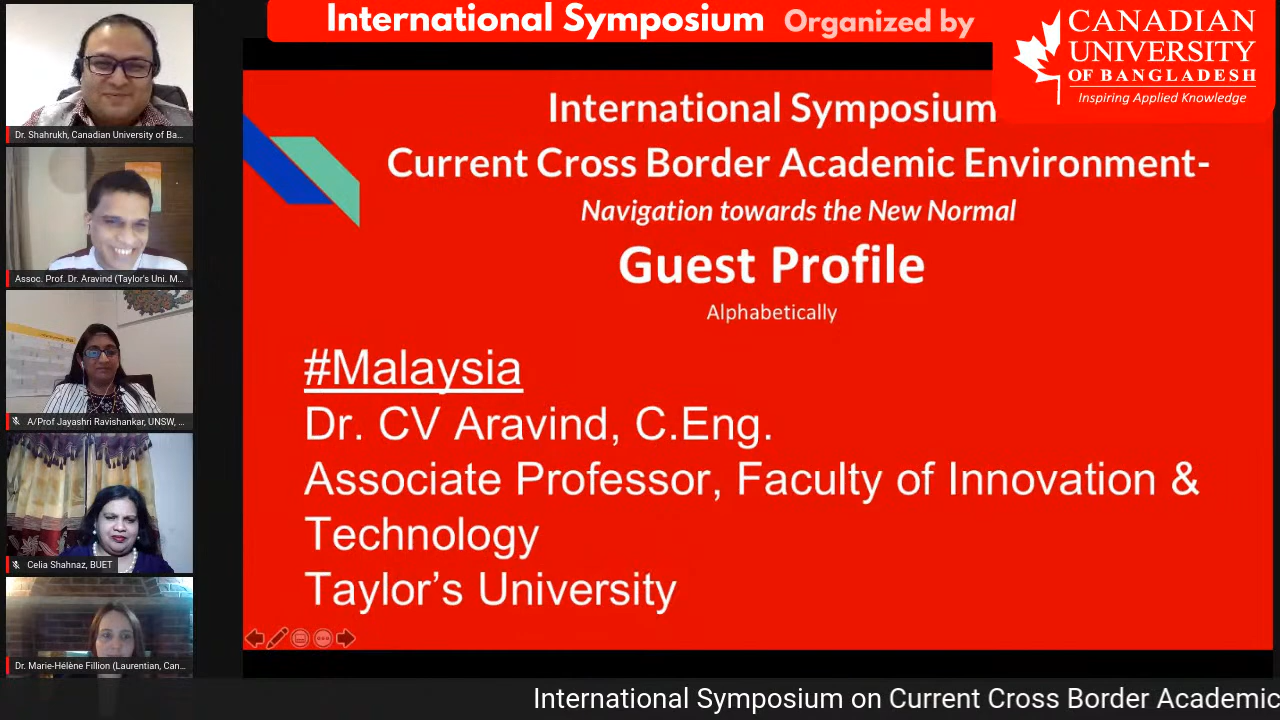 International Symposium Organized by
CANADIAN
UNIVERSITY
OF BANGLADESH
Inspiring Applied Knowledge
Dr. Shahrukh, Canadian University of Ba...
Assoc. Prof. Dr. Aravind (Taylor's Uni. M...
A/Prof Jayashri Ravishankar, UNSW, ...
Celia Shahnaz, BUET
Dr. Marie-Hélène Fillion (Laurentian, Can...
International Symposium
Current Cross Border Academic Environment-
Navigation towards the New Normal
Guest Profile
Alphabetically
#Malaysia
Dr. CV Aravind, C.Eng.
Associate Professor, Faculty of Innovation &
Technology
Taylor's University
International Symposium on Current Cross Border Academic